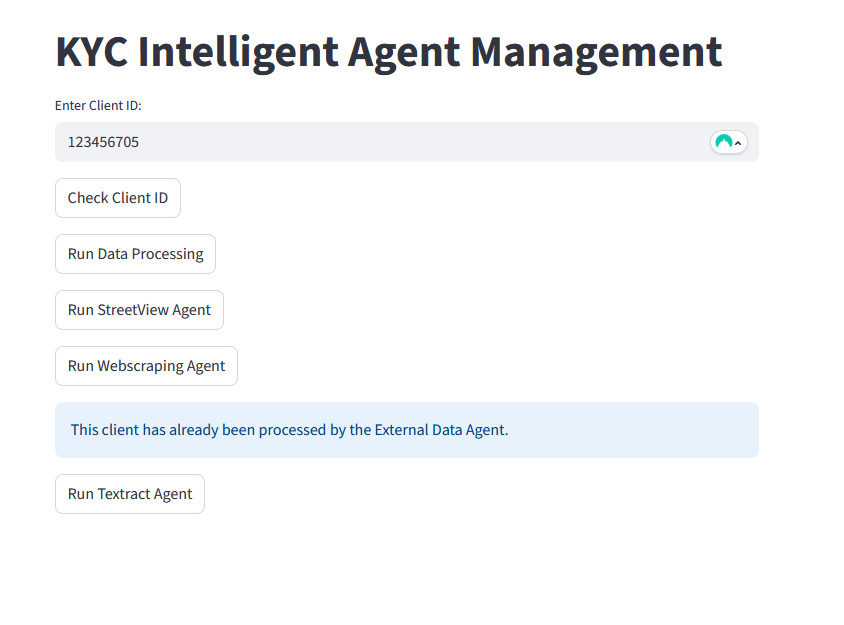 KYC Intelligent Agent Management
Enter Client ID:
123456705
Check Client ID
Run Data Processing
Run StreetView Agent
Run Webscraping Agent
This client has already been processed by the External Data Agent.
Run Textract Agent